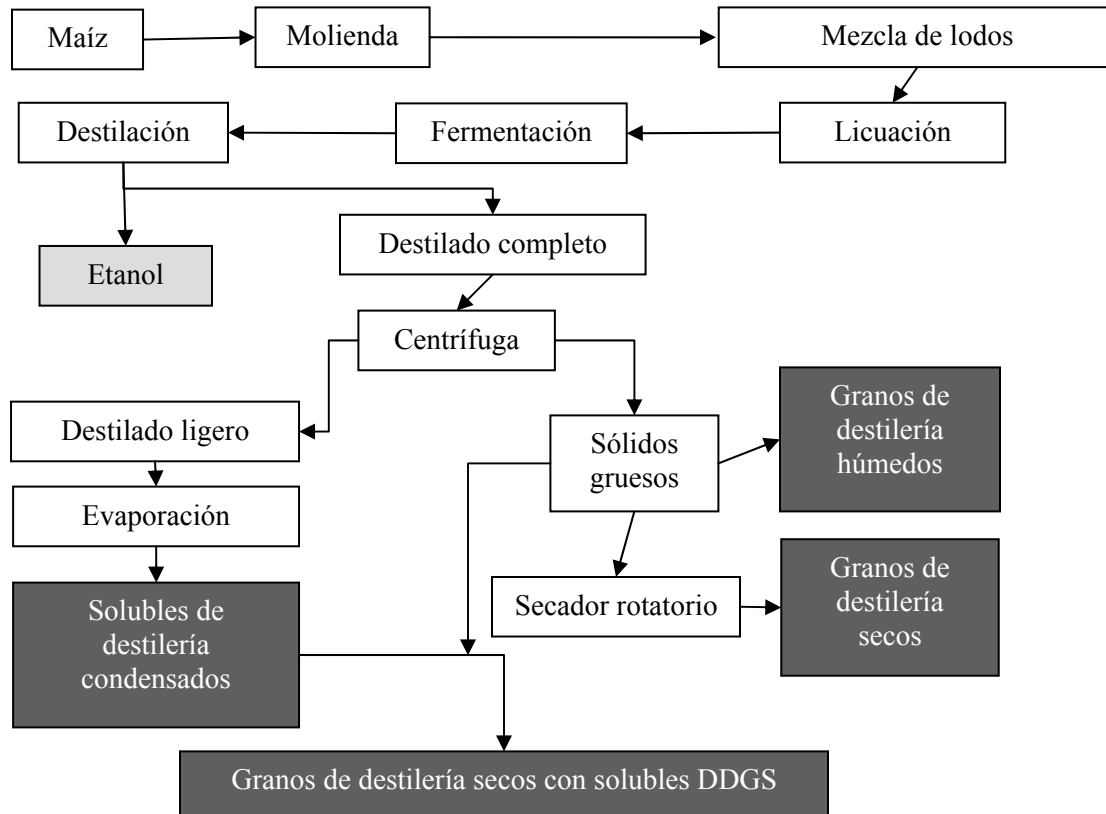 Maíz
Molienda
Mezcla de lodos
Destilación
Fermentación
Licuación
Destilado completo
Etanol
Centrífuga
Granos de
destilería
húmedos
Destilado ligero
Sólidos
gruesos
Evaporación
Granos de
destilería
secos
Secador rotatorio
Solubles de
destilería
condensados
Granos de destilería secos con solubles DDGS